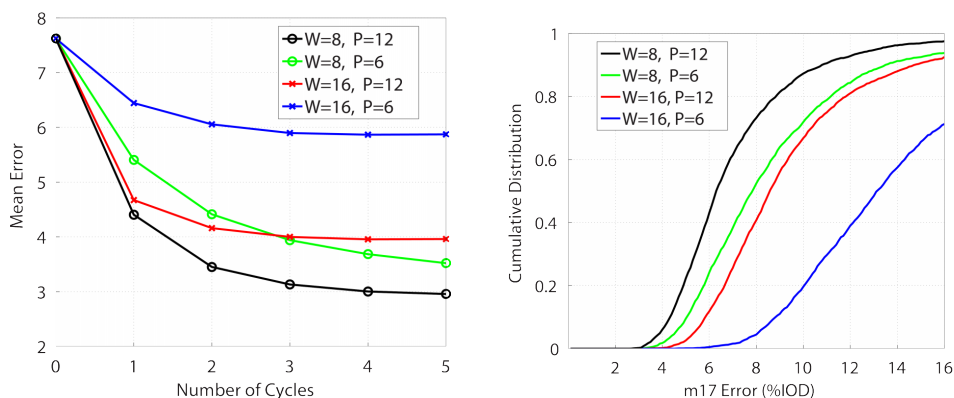 8
7
6
5
4
3
2
Mean Error
W=8, P=12
W=8, P=6
W=16, P=12
W=16, P=6
0 1 2 3 4 5
Number of Cycles
1
0.8
0.6
0.4
0.2
0
Cumulative Distribution
W=8, P=12
W=8, P=6
W=16, P=12
W=16, P=6
2 4 6 8 10 12 14 16
m17 Error (%IOD)